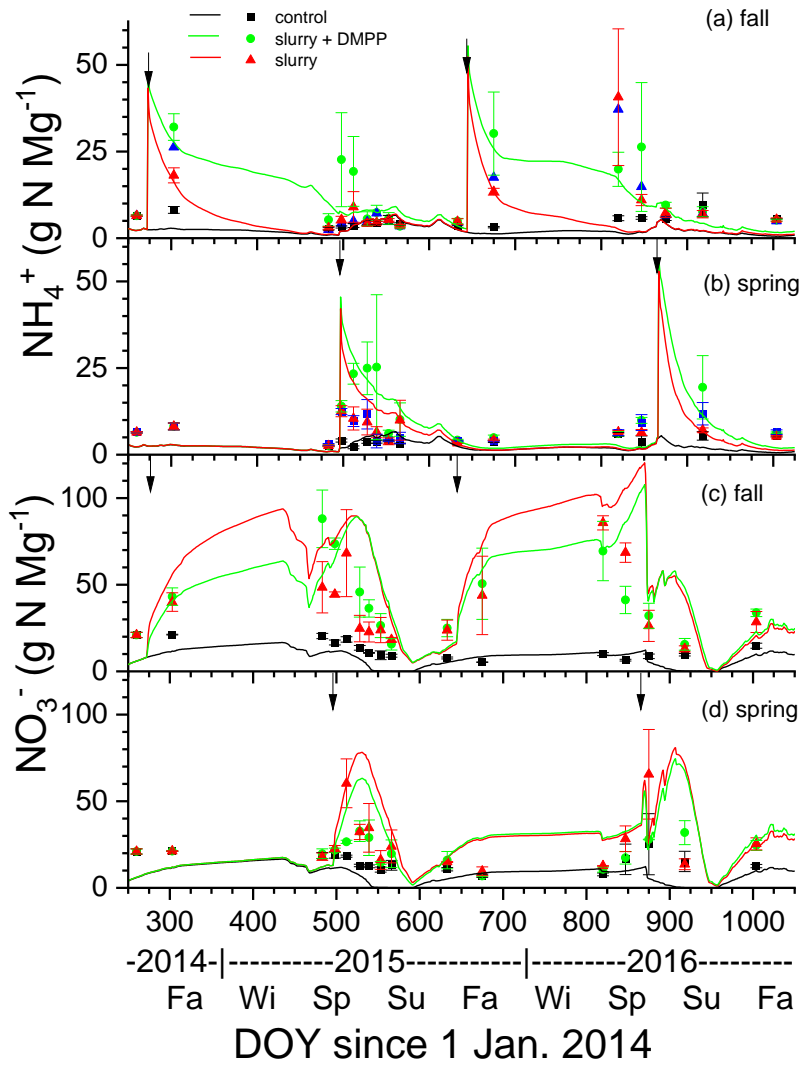 control
slurry + DMPP
slurry
(a) fall
50
25
0
(b) spring
50
25
0
NH₄⁺ (g N Mg⁻¹)
(c) fall
100
50
0
(d) spring
100
50
0
NO₃⁻ (g N Mg⁻¹)
300 400 500 600 700 800 900 1000
-2014--|---------2015---------|---------2016---------
Fa Wi Sp Su Fa Wi Sp Su Fa
DOY since 1 Jan. 2014